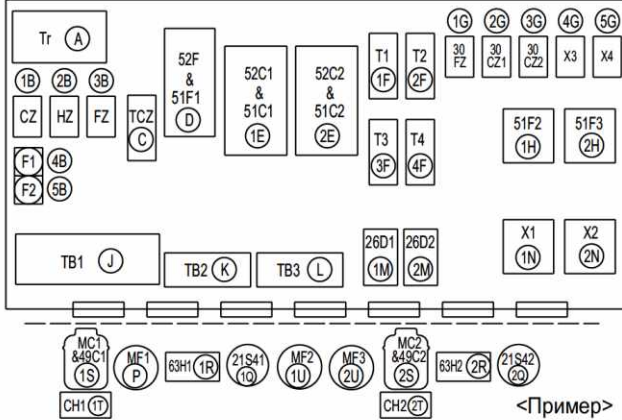 1G 2G 3G 4G 5G
Tr A
30 FZ
30 CZ1
30 CZ2
X3
X4
52F & 51F1 D
52C1 & 51C1 1E
52C2 & 51C2 2E
T1 1F
T2 2F
1B 2B 3B
CZ HZ FZ
TCZ C
51F2 1H
51F3 2H
T3 3F
T4 4F
F1 4B
F2 5B
X1 1N
X2 2N
TB1 J
TB2 K
TB3 L
26D1 1M
26D2 2M
MC1 &49C1 1S
MF1 P
63H1 1R
21S41 1Q
MF2 1U
MF3 2U
MC2 &49C2 2S
63H2 2R
21S42 2Q
CH1 1T
CH2 2T
<Пример>